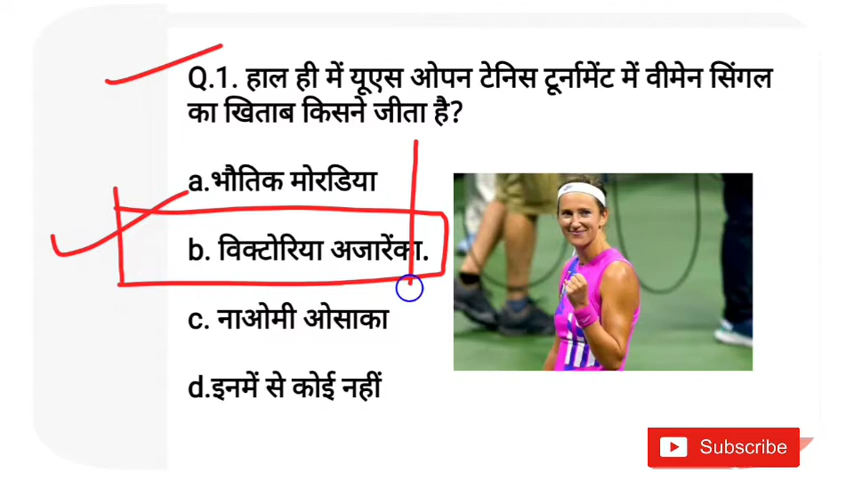 Q.1. हाल ही में यूएस ओपन टेनिस टूर्नामेंट में वीमेन सिंगल
का खिताब किसने जीता है?
a.भौतिक मोरडिया
b. विक्टोरिया अजारेंका.
c. नाओमी ओसाका
d.इनमें से कोई नहीं
Subscribe